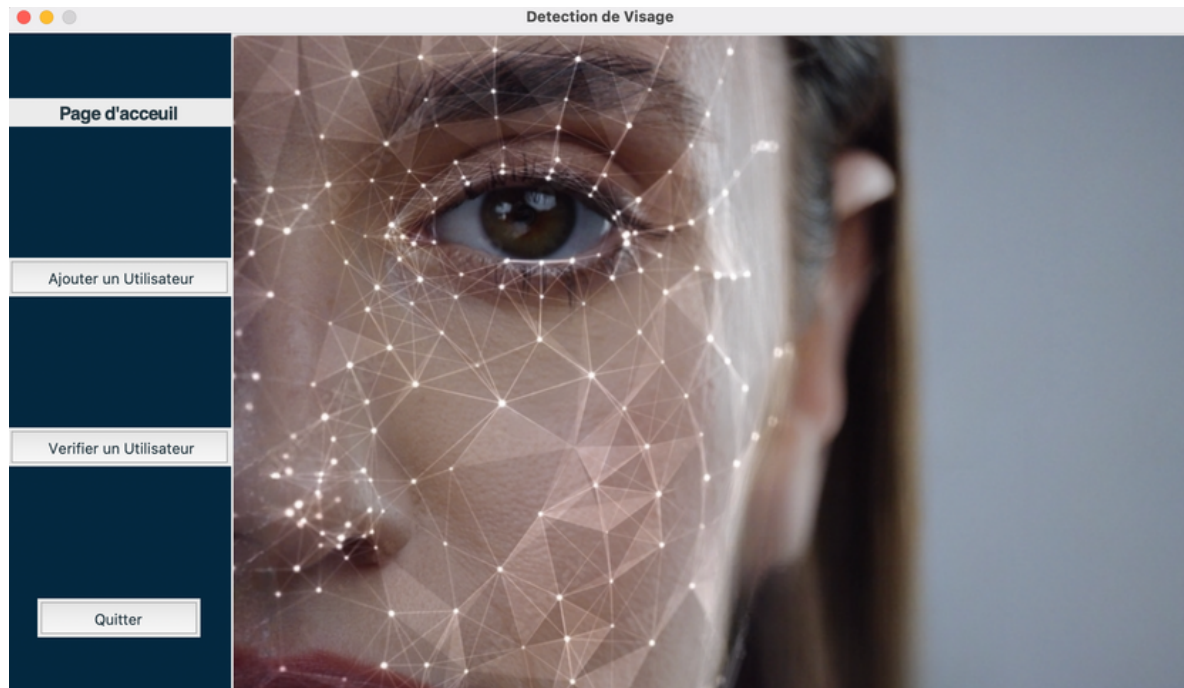 Detection de Visage
Page d'acceuil
Ajouter un Utilisateur
Verifier un Utilisateur
Quitter